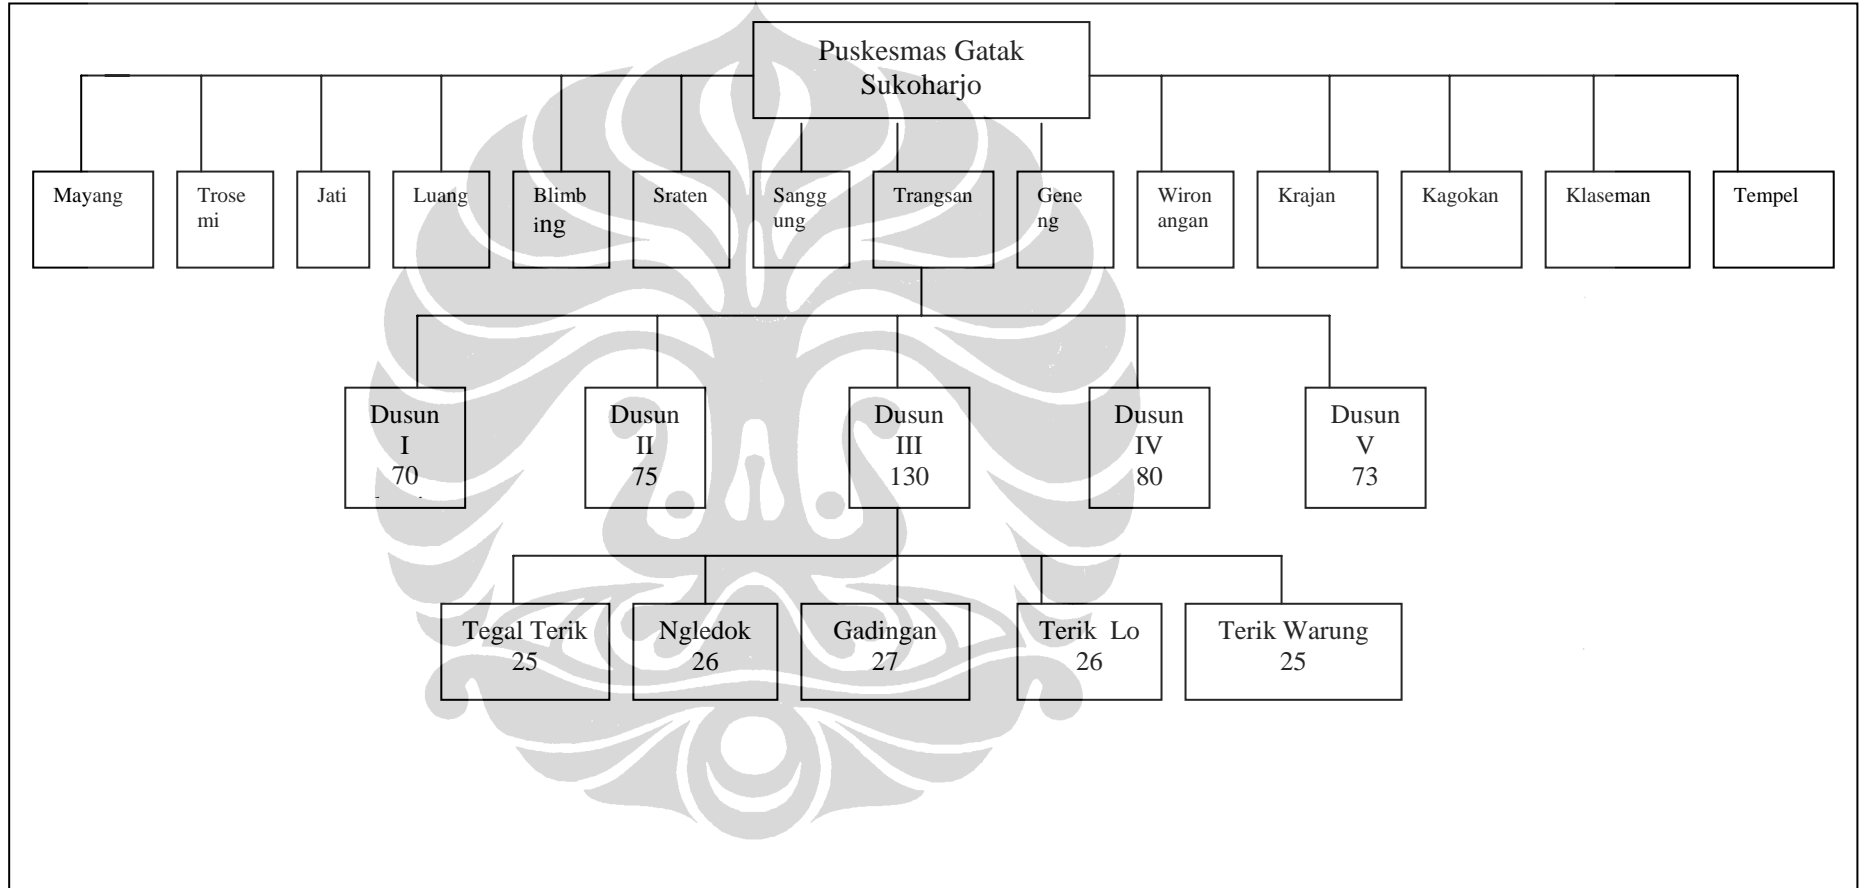 Puskesmas Gatak
Sukoharjo
Mayang
Trose
mi
Jati
Luang
Blimb
ing
Sraten
Sangg
ung
Trangsan
Gene
ng
Wiron
angan
Krajan
Kagokan
Klaseman
Tempel
Dusun
I
70
Dusun
II
75
Dusun
III
130
Dusun
IV
80
Dusun
V
73
Tegal Terik
25
Ngledok
26
Gadingan
27
Terik Lo
26
Terik Warung
25